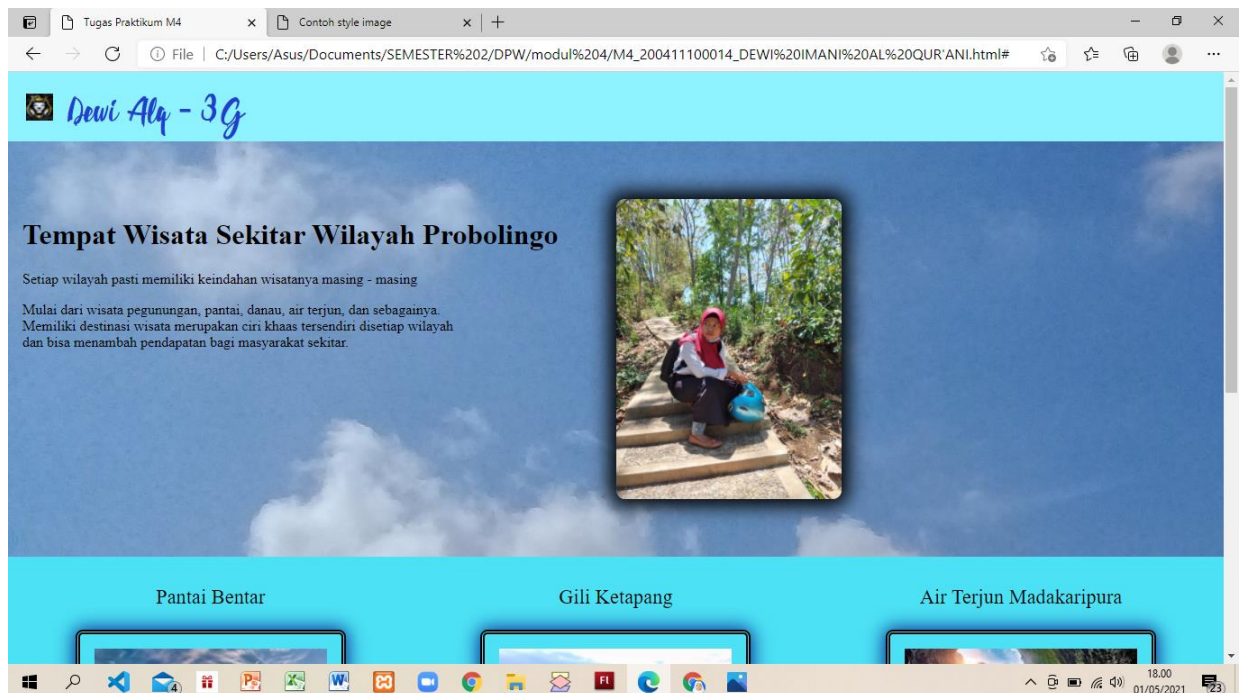 Tugas Praktikum M4
Contoh style image
File | C:/Users/Asus/Documents/SEMESTER%202/DPW/modul%204/M4_200411100014_DEWI%20IMANI%20AL%20QUR'ANI.html#
Dewi Alq - 3G
Tempat Wisata Sekitar Wilayah Probolingo
Setiap wilayah pasti memiliki keindahan wisatanya masing - masing
Mulai dari wisata pegunungan, pantai, danau, air terjun, dan sebagainya.
Memiliki destinasi wisata merupakan ciri khaas tersendiri disetiap wilayah
dan bisa menambah pendapatan bagi masyarakat sekitar.
Pantai Bentar
Gili Ketapang
Air Terjun Madakaripura
4
18.00
01/05/2021
23